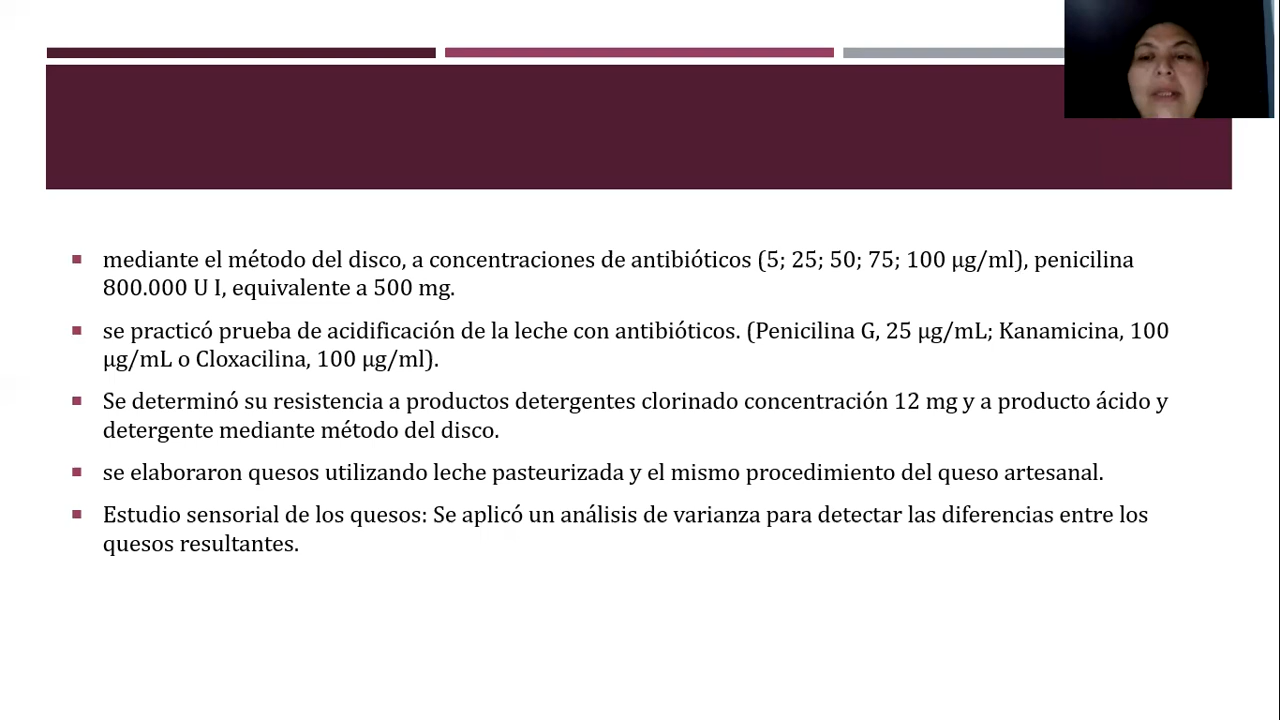 mediante el método del disco, a concentraciones de antibióticos (5; 25; 50; 75; 100 µg/ml), penicilina
800.000 U I, equivalente a 500 mg.
se practicó prueba de acidificación de la leche con antibióticos. (Penicilina G, 25 µg/mL; Kanamicina, 100
µg/mL o Cloxacilina, 100 µg/ml).
Se determinó su resistencia a productos detergentes clorinado concentración 12 mg y a producto ácido y
detergente mediante método del disco.
se elaboraron quesos utilizando leche pasteurizada y el mismo procedimiento del queso artesanal.
Estudio sensorial de los quesos: Se aplicó un análisis de varianza para detectar las diferencias entre los
quesos resultantes.